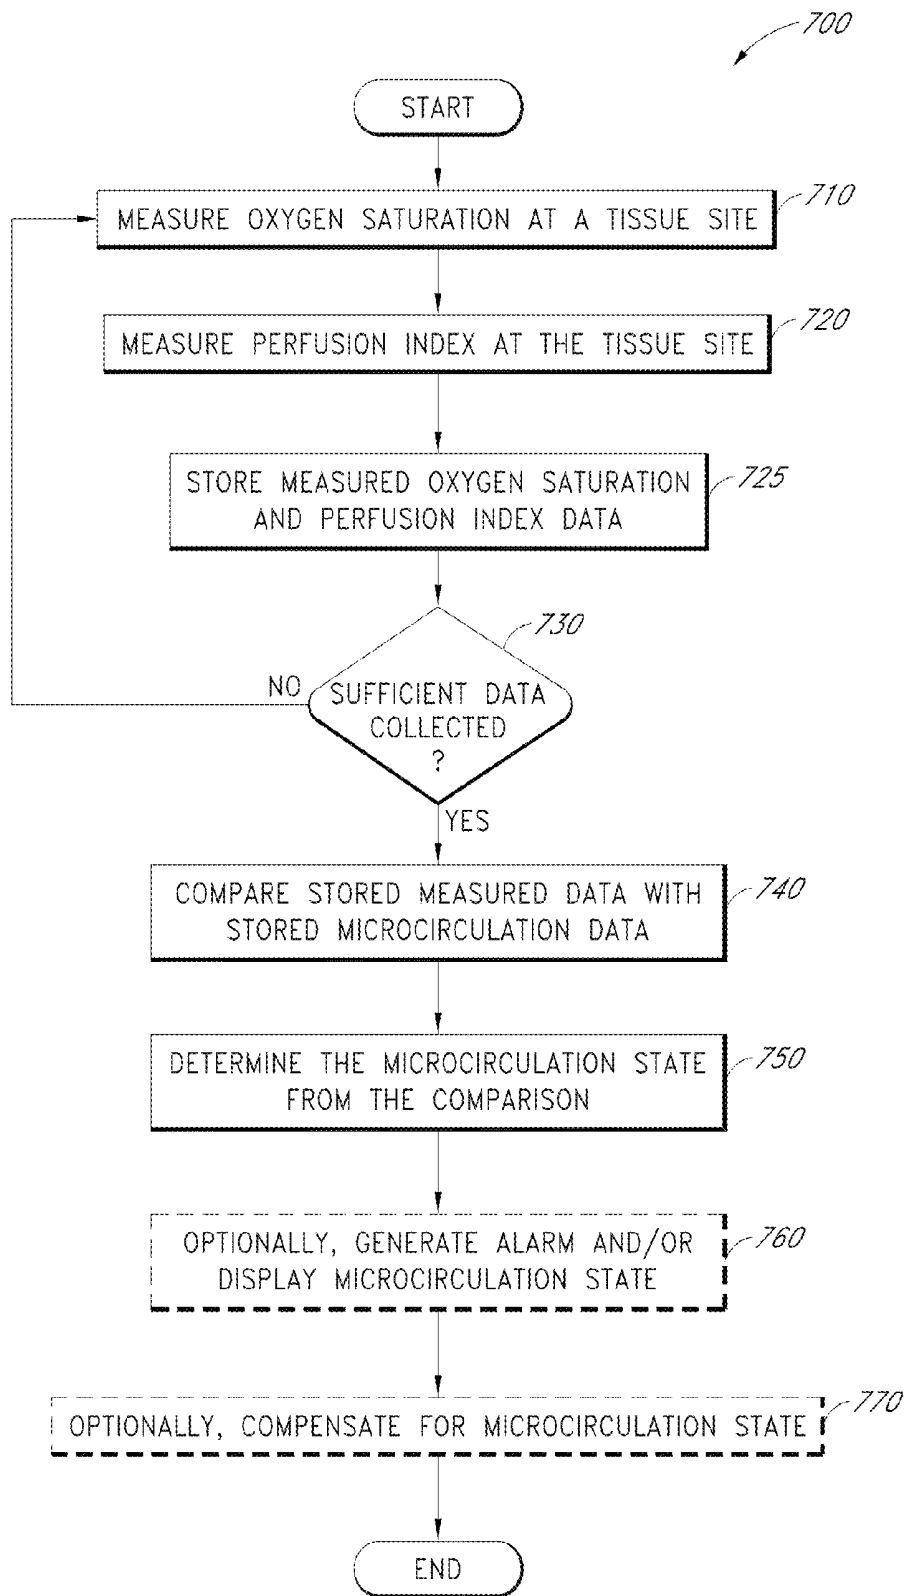 700
START
MEASURE OXYGEN SATURATION AT A TISSUE SITE
710
MEASURE PERFUSION INDEX AT THE TISSUE SITE
720
STORE MEASURED OXYGEN SATURATION
AND PERFUSION INDEX DATA
725
730
NO
SUFFICIENT DATA
COLLECTED
?
YES
COMPARE STORED MEASURED DATA WITH
STORED MICROCIRCULATION DATA
740
DETERMINE THE MICROCIRCULATION STATE
FROM THE COMPARISON
750
OPTIONALLY, GENERATE ALARM AND/OR
DISPLAY MICROCIRCULATION STATE
760
OPTIONALLY, COMPENSATE FOR MICROCIRCULATION STATE
770
END